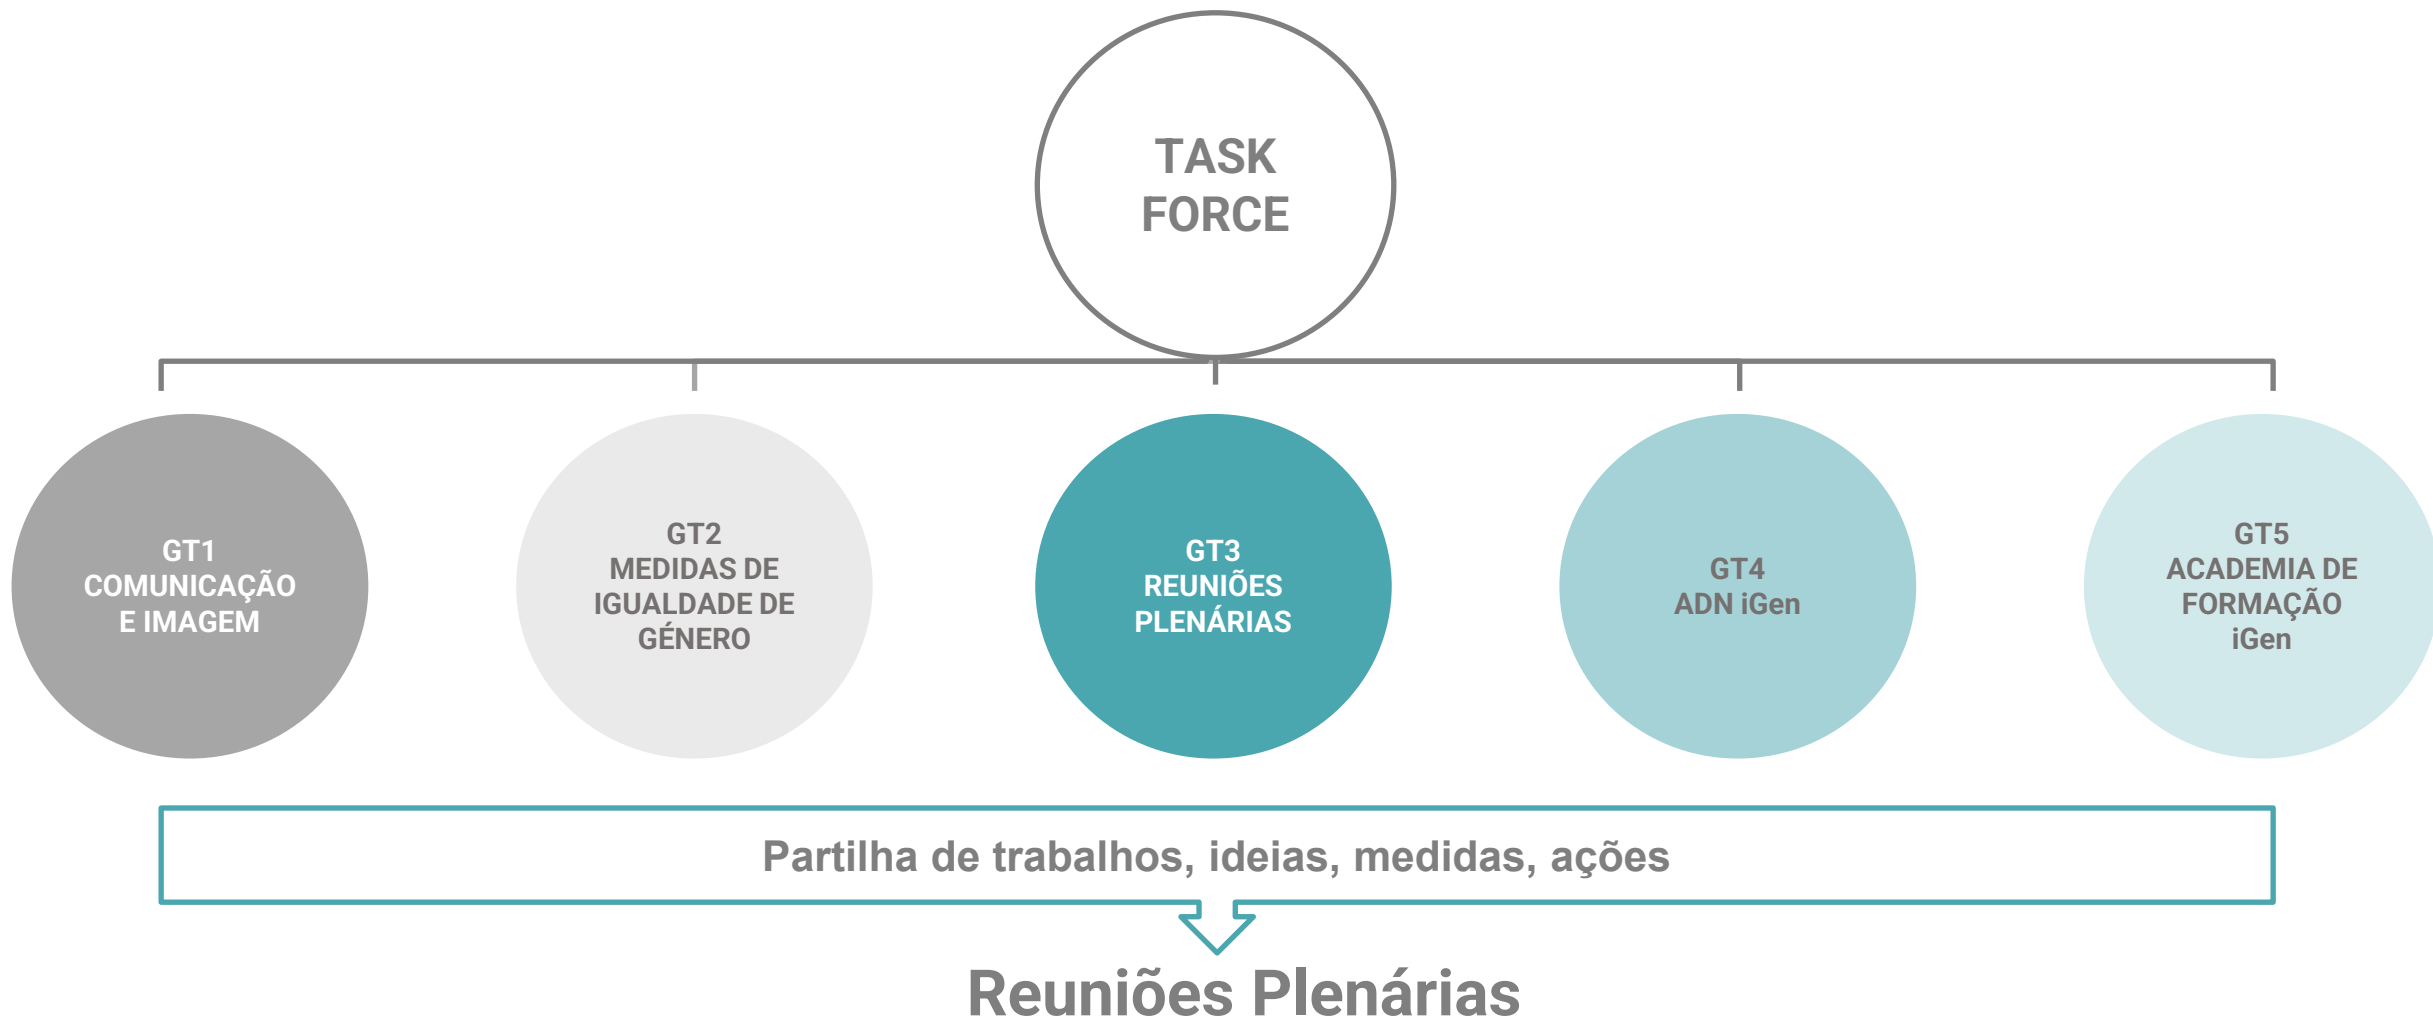 TASK
FORCE
GT1
COMUNICAÇÃO
E IMAGEM
GT2
MEDIDAS DE
IGUALDADE DE
GÉNERO
GT3
REUNIÕES
PLENÁRIAS
GT4
ADN iGen
GT5
ACADEMIA DE
FORMAÇÃO
iGen
Partilha de trabalhos, ideias, medidas, ações
Reuniões Plenárias